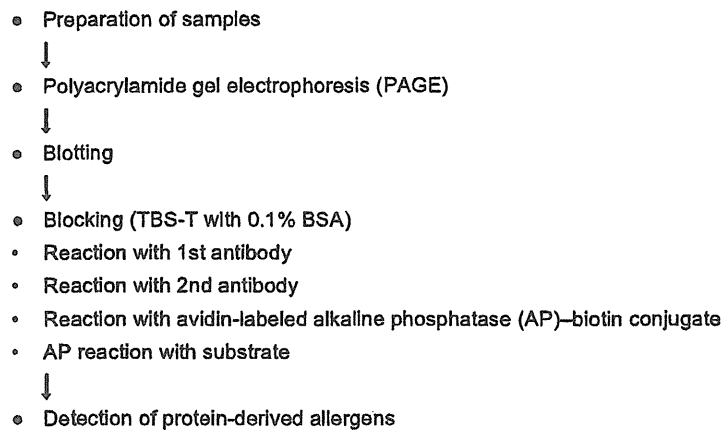 • Preparation of samples
↓
• Polyacrylamide gel electrophoresis (PAGE)
↓
• Blotting
↓
• Blocking (TBS-T with 0.1% BSA)
• Reaction with 1st antibody
• Reaction with 2nd antibody
• Reaction with avidin-labeled alkaline phosphatase (AP)–biotin conjugate
• AP reaction with substrate
↓
• Detection of protein-derived allergens